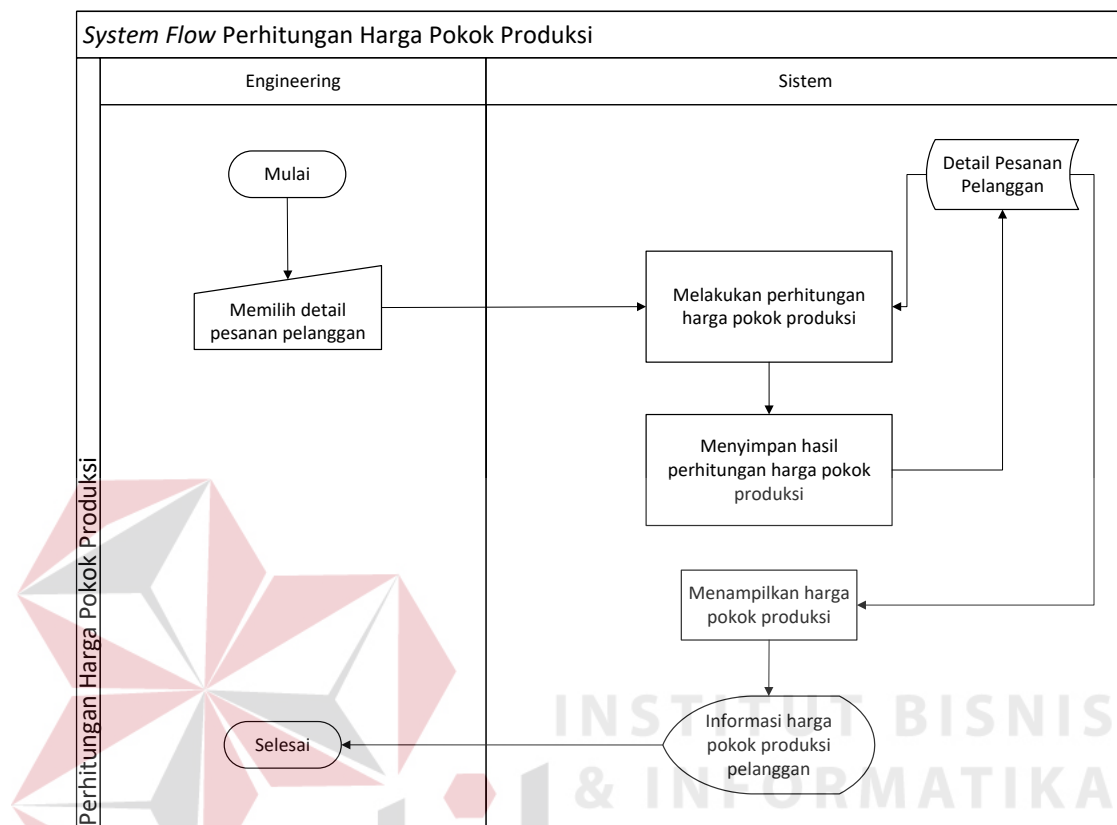 System Flow Perhitungan Harga Pokok Produksi
Engineering
Sistem
Perhitungan Harga Pokok Produksi
Mulai
Detail Pesanan
Pelanggan
Memilih detail
pesanan pelanggan
Melakukan perhitungan
harga pokok produksi
Menyimpan hasil
perhitungan harga pokok
produksi
Menampilkan harga
pokok produksi
Informasi harga
pokok produksi
pelanggan
Selesai
INSTITUT BISNIS
& INFORMATIKA